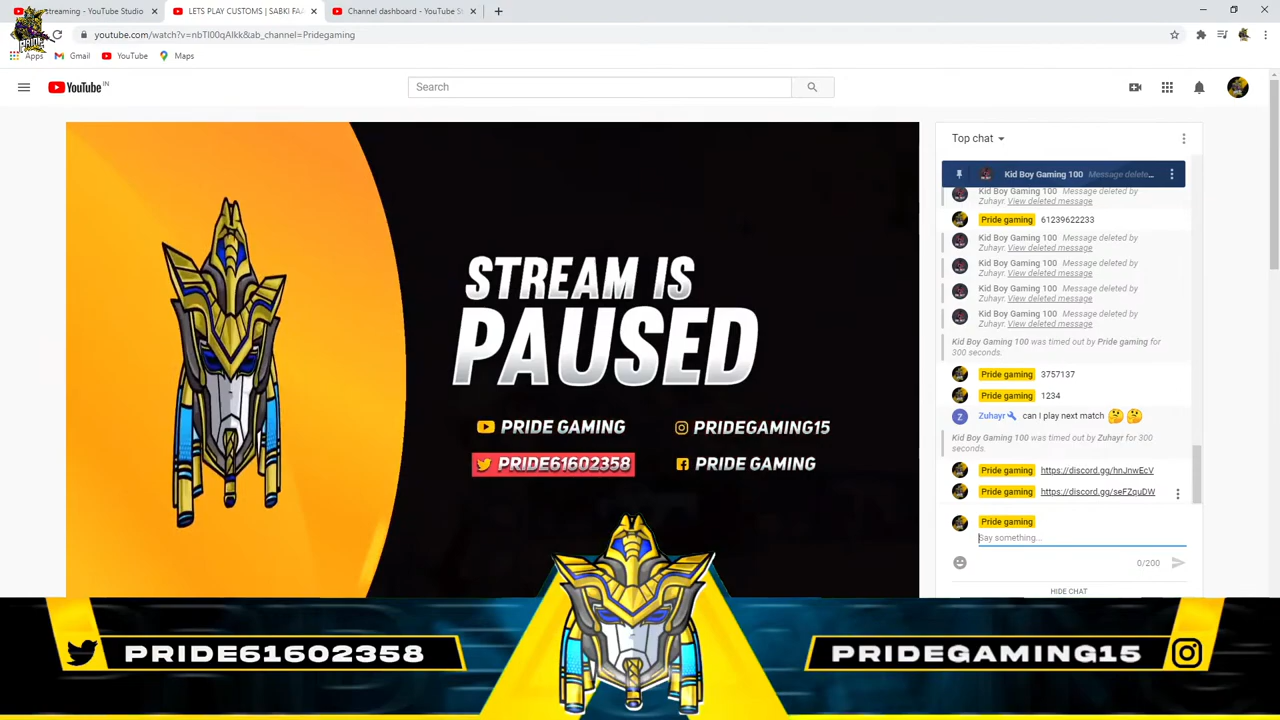 streaming - YouTube Studio
LETS PLAY CUSTOMS | SABKI FAA
Channel dashboard - YouTube St
youtube.com/watch?v=nbTl00qAlkk&ab_channel=Pridegaming
Apps
Gmail
YouTube
Maps
YouTube IN
Search
STREAM IS
PAUSED
PRIDE GAMING
PRIDEGAMING15
PRIDE61602358
PRIDE GAMING
Top chat
Kid Boy Gaming 100 Message delete...
Kid Boy Gaming 100 Message deleted by
Zuhayr. View deleted message
Pride gaming 61239622233
Kid Boy Gaming 100 Message deleted by
Zuhayr. View deleted message
Kid Boy Gaming 100 Message deleted by
Zuhayr. View deleted message
Kid Boy Gaming 100 Message deleted by
Zuhayr. View deleted message
Kid Boy Gaming 100 Message deleted by
Zuhayr. View deleted message
Kid Boy Gaming 100 was timed out by Pride gaming for
300 seconds.
Pride gaming 3757137
Pride gaming 1234
Zuhayr can I play next match 🤔 🤔
Kid Boy Gaming 100 was timed out by Zuhayr for 300
seconds.
Pride gaming https://discord.gg/hnJnwEcV
Pride gaming https://discord.gg/seFZquDW
Pride gaming
Say something...
0/200
HIDE CHAT
PRIDE61602358
PRIDEGAMING15